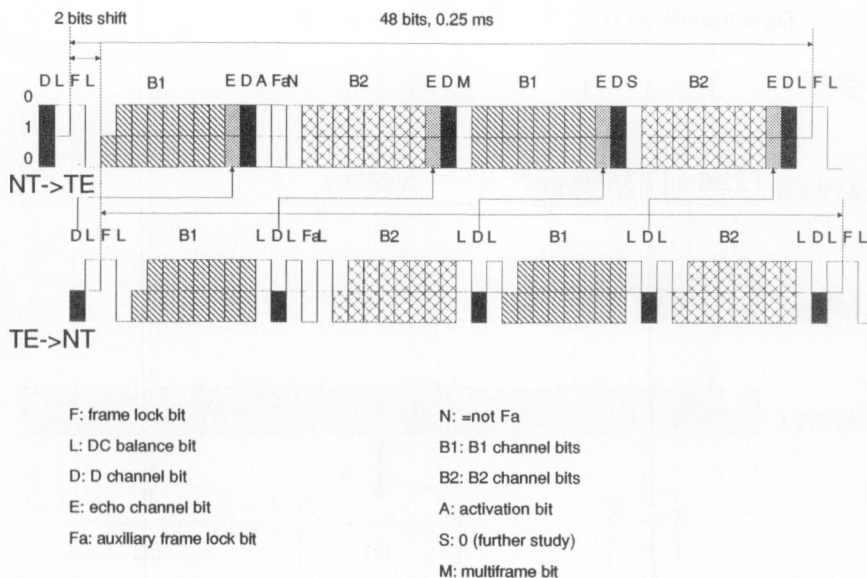 2 bits shift
48 bits, 0.25 ms
D L F L B1 E D A FaN B2 E D M B1 E D S B2 E D L F L
0
1
0
NT->TE
D L F L B1 L D L FaL B2 L D L B1 L D L B2 L D L F L
TE->NT
F: frame lock bit
L: DC balance bit
D: D channel bit
E: echo channel bit
Fa: auxiliary frame lock bit
N: =not Fa
B1: B1 channel bits
B2: B2 channel bits
A: activation bit
S: 0 (further study)
M: multiframe bit